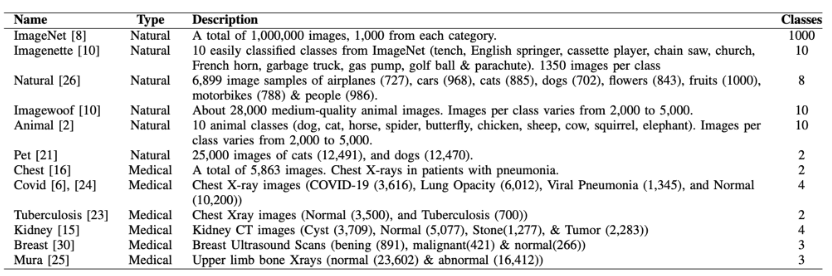 Name Type Description Classes
ImageNet [8] Natural A total of 1,000,000 images, 1,000 from each category. 1000
Imagenette [10] Natural 10 easily classified classes from ImageNet (tench, English springer, cassette player, chain saw, church, 10
French horn, garbage truck, gas pump, golf ball & parachute). 1350 images per class
Natural [26] Natural 6,899 image samples of airplanes (727), cars (968), cats (885), dogs (702), flowers (843), fruits (1000), 8
motorbikes (788) & people (986).
Imagewoof [10] Natural About 28,000 medium-quality animal images. Images per class varies from 2,000 to 5,000. 10
Animal [2] Natural 10 animal classes (dog, cat, horse, spider, butterfly, chicken, sheep, cow, squirrel, elephant). Images per 10
class varies from 2,000 to 5,000.
Pet [21] Natural 25,000 images of cats (12,491), and dogs (12,470). 2
Chest [16] Medical A total of 5,863 images. Chest X-rays in patients with pneumonia. 2
Covid [6], [24] Medical Chest X-ray images (COVID-19 (3,616), Lung Opacity (6,012), Viral Pneumonia (1,345), and Normal 4
(10,200))
Tuberculosis [23] Medical Chest Xray images (Normal (3,500), and Tuberculosis (700)) 2
Kidney [15] Medical Kidney CT images (Cyst (3,709), Normal (5,077), Stone(1,277), & Tumor (2,283)) 4
Breast [30] Medical Breast Ultrasound Scans (bening (891), malignant(421) & normal(266)) 3
Mura [25] Medical Upper limb bone Xrays (normal (23,602) & abnormal (16,412)) 3